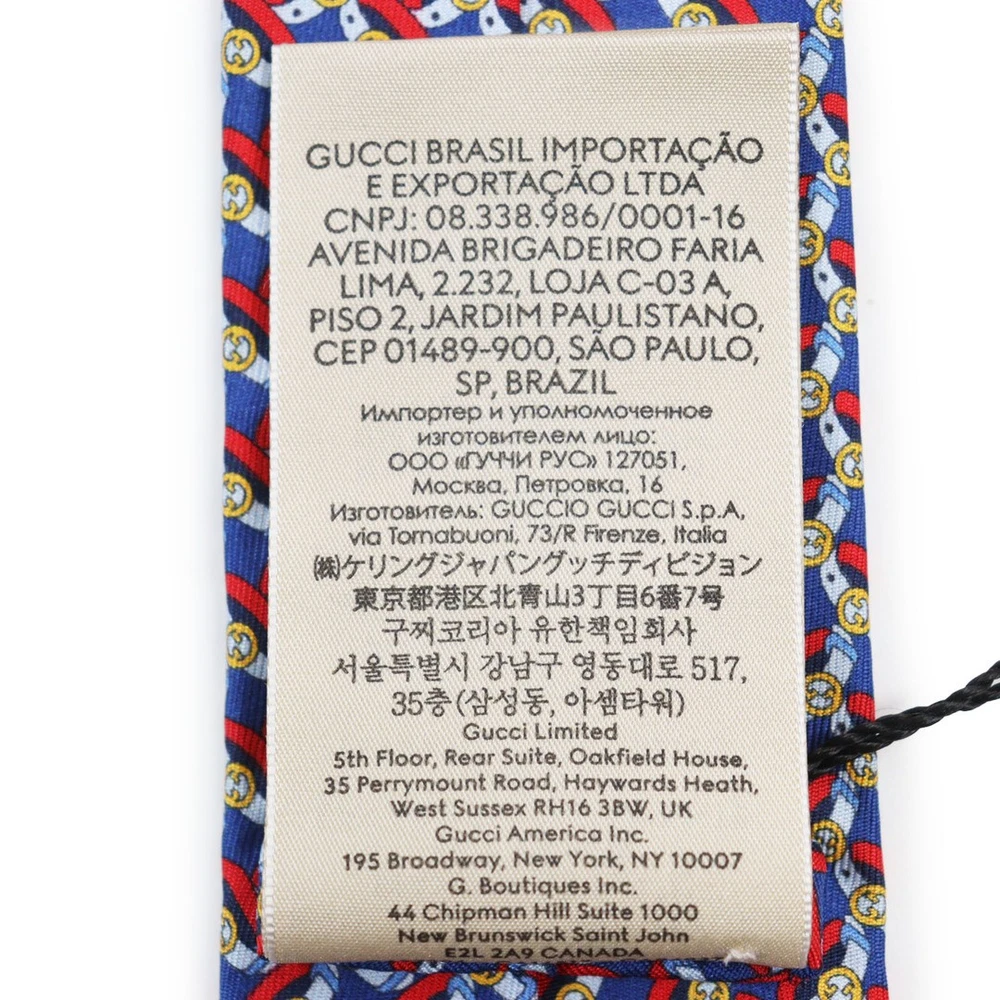 GUCCI BRASIL IMPORTAÇÃO
E EXPORTAÇÃO LTDA
CNPJ: 08.338.986/0001-16
AVENIDA BRIGADEIRO FARIA
LIMA, 2.232, LOJA C-03 A,
PISO 2, JARDIM PAULISTANO,
CEP 01489-900, SÃO PAULO,
SP, BRAZIL
Импортер и уполномоченное
изготовителем лицо:
ООО «ГУЧЧИ РУС» 127051,
Москва, Петровка, 16
Изготовитель: GUCCIO GUCCI S.p.A,
via Tornabuoni, 73/R Firenze, Italia
㈱ケリングジャパングッチディビジョン
東京都港区北青山3丁目6番7号
구찌코리아 유한책임회사
서울특별시 강남구 영동대로 517,
35층(삼성동, 아셈타워)
Gucci Limited
5th Floor, Rear Suite, Oakfield House,
35 Perrymount Road, Haywards Heath,
West Sussex RH16 3BW, UK
Gucci America Inc.
195 Broadway, New York, NY 10007
G. Boutiques Inc.
44 Chipman Hill Suite 1000
New Brunswick Saint John
E2L 2A9 CANADA